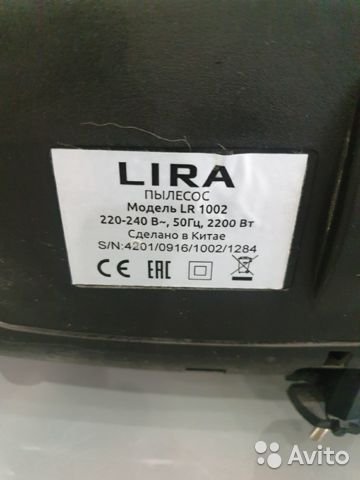 LIRA
ПЫЛЕСОС
Модель LR 1002
220-240 В~, 50Гц, 2200 Вт
Сделано в Китае
S/N:4201/0916/1002/1284
CE EAC
Avito